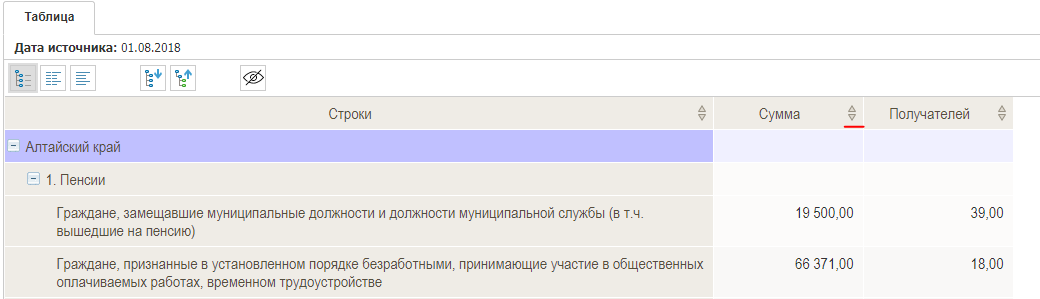 Таблица
Дата источника: 01.08.2018
Строки Сумма Получателей
Алтайский край
1. Пенсии
Граждане, замещавшие муниципальные должности и должности муниципальной службы (в т.ч. 19 500,00 39,00
вышедшие на пенсию)
Граждане, признанные в установленном порядке безработными, принимающие участие в общественных 66 371,00 18,00
оплачиваемых работах, временном трудоустройстве